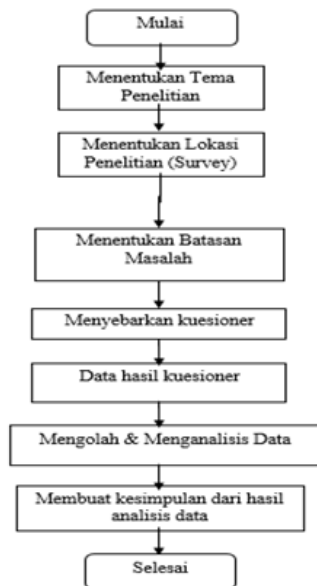 Mulai
Menentukan Tema
Penelitian
Menentukan Lokasi
Penelitian (Survey)
Menentukan Batasan
Masalah
Menyebarkan kuesioner
Data hasil kuesioner
Mengolah & Menganalisis Data
Membuat kesimpulan dari hasil
analisis data
Selesai